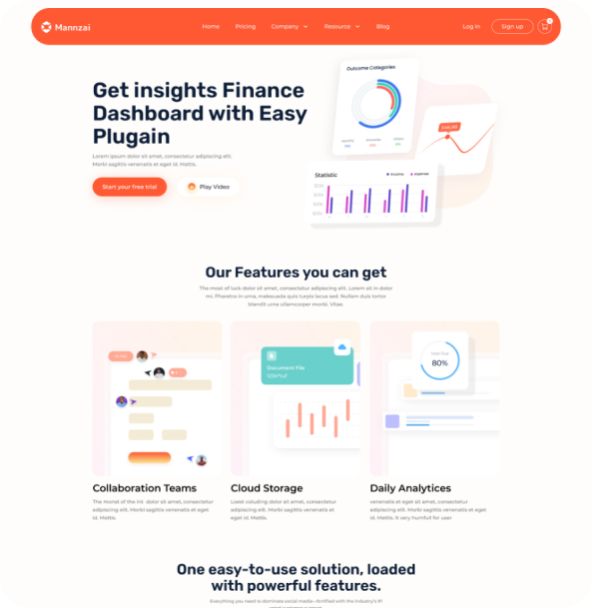 Mannzai
Home Pricing Company Resource Blog
Log in Sign up
Get insights Finance
Dashboard with Easy
Plugain
Lorem ipsum dolor sit amet, consectetur adipiscing elit.
Morbi sagittis venenatis et eget id. Mattis.
Start your free trial
Play Video
Outcome Categories
Statistic
Our Features you can get
The most of luck dolor sit amet, consectetur adipiscing elit. Lorem sit in dolor
mi. Pharetra in urna, malesuada quis turpis lacus sed. Nullam duis tortor
blandit urna ullamcorper morbi. Vitae.
Document File
80%
Collaboration Teams
The monst of the int dolor sit amet, consectetur
adipiscing elit. Morbi sagittis venenatis et eget
id. Mattis.
Cloud Storage
Loest coluding dolor sit amet, consectetur
adipiscing elit. Morbi sagittis venenatis et
eget id. Mattis.
Daily Analytices
venenatis et eget sit amet, consectetur
adipiscing elit. Morbi sagittis venenatis et eget
id. Mattis. It very humfull for user
One easy-to-use solution, loaded
with powerful features.
Everything you need to dominate social media -fortified with the industry's #1